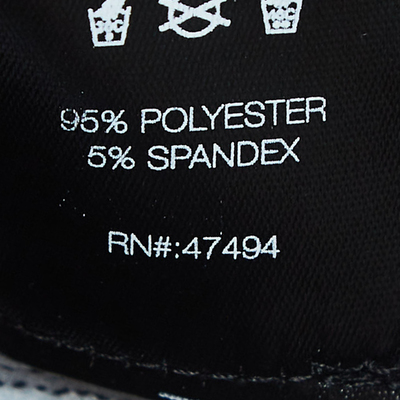 95% POLYESTER
5% SPANDEX
RN#:47494